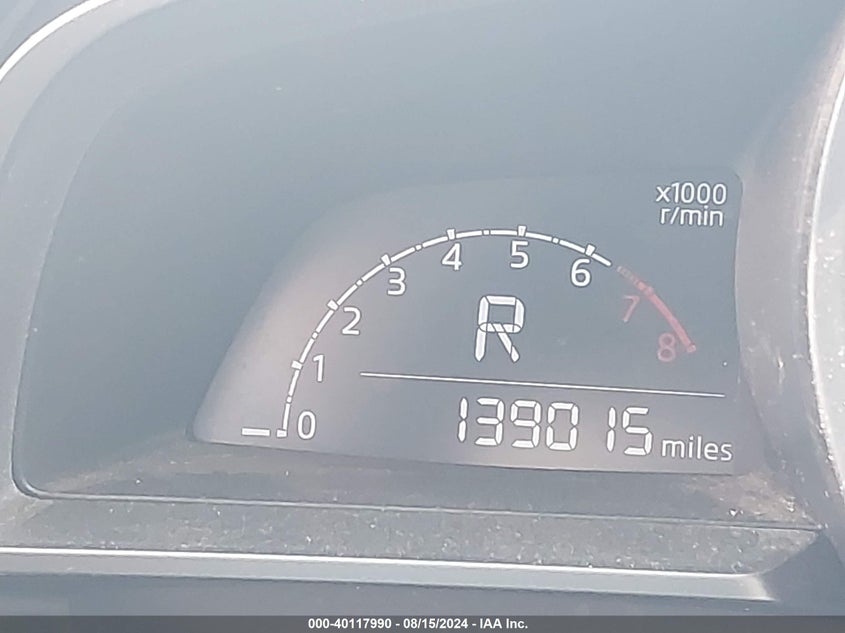 x1000
r/min
0 1 2 3 4 5 6 7 8
R
139015 miles
000-40117990 - 08/15/2024 - IAA Inc.